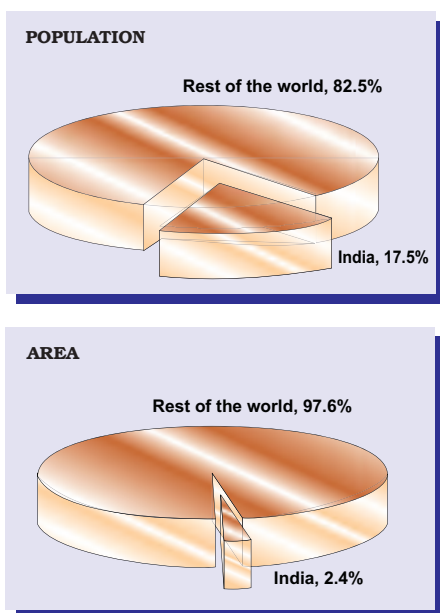 POPULATION
Rest of the world, 82.5%
India, 17.5%
AREA
Rest of the world, 97.6%
India, 2.4%